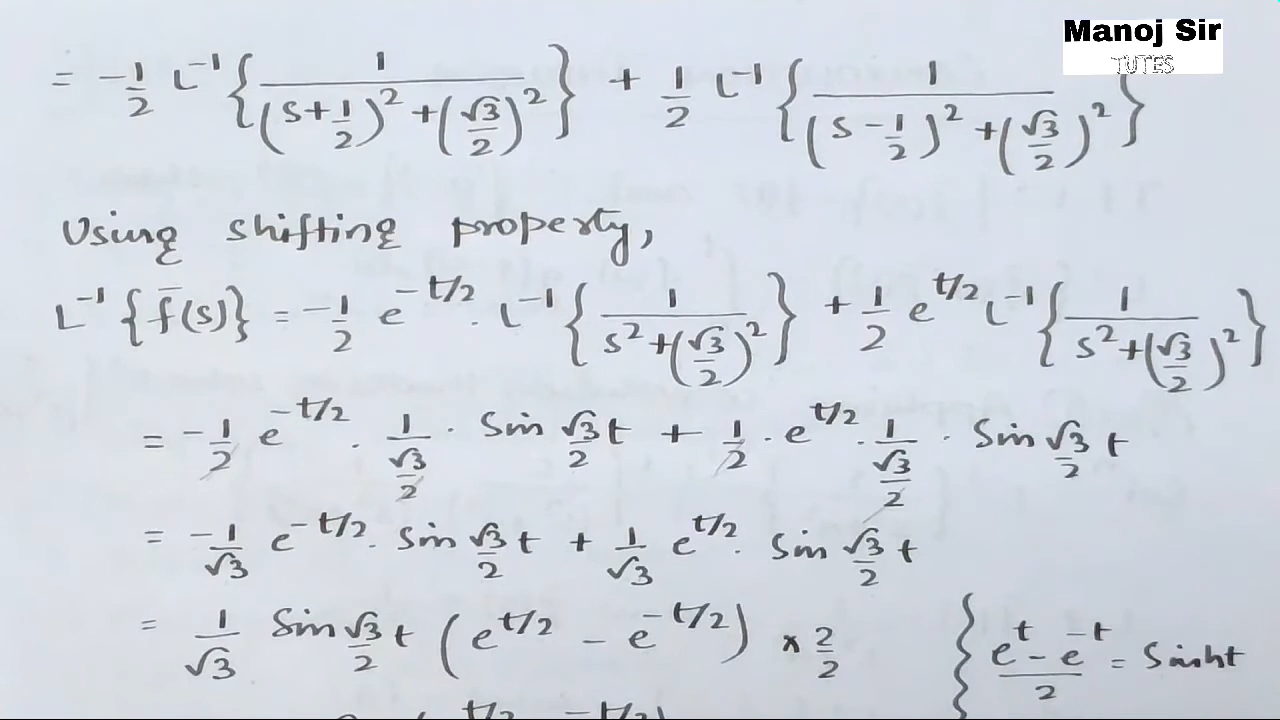 Manoj Sir
TUTES
= -1/2 L⁻¹{1/((s+1/2)² + (√3/2)²)} + 1/2 L⁻¹{1/((s-1/2)² + (√3/2)²)}
Using shifting property,
L⁻¹{f̄(s)} = -1/2 e^(-t/2) . L⁻¹{1/(s² + (√3/2)²)} + 1/2 e^(t/2) L⁻¹{1/(s² + (√3/2)²)}
= -1/2 e^(-t/2) . 1/(√3/2) . Sin √3/2 t + 1/2 . e^(t/2) . 1/(√3/2) . Sin √3/2 t
= -1/√3 e^(-t/2) . Sin √3/2 t + 1/√3 e^(t/2) . Sin √3/2 t
= 1/√3 Sin √3/2 t (e^(t/2) - e^(-t/2)) × 2/2 { (e^t - e^(-t))/2 = Sinht